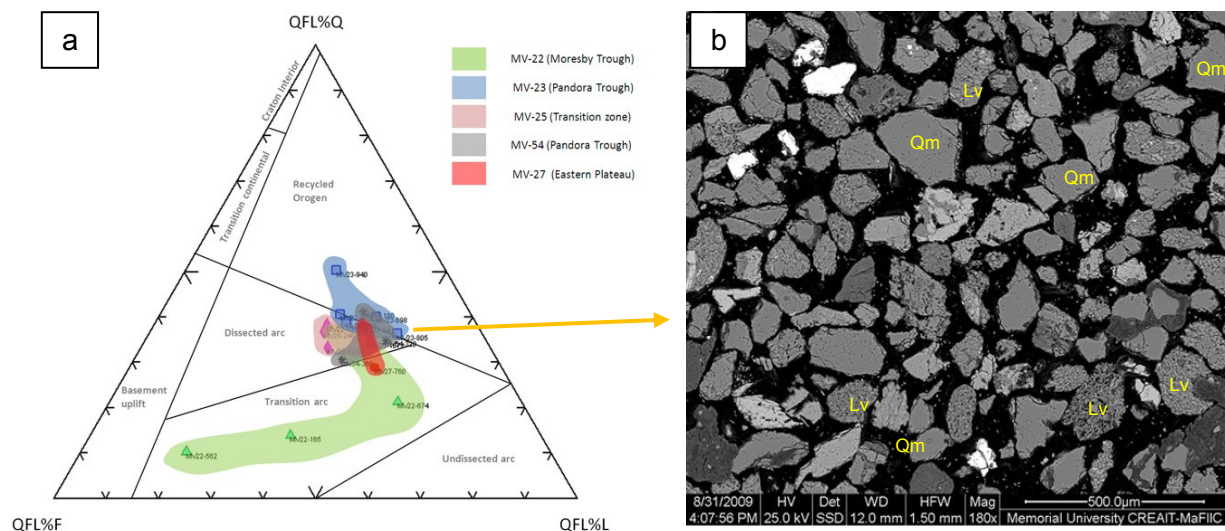 a
QFL%Q
MV-22 (Moresby Trough)
MV-23 (Pandora Trough)
MV-25 (Transition zone)
MV-54 (Pandora Trough)
MV-27 (Eastern Plateau)
Craton Interior
Transition continental
Recycled
Orogen
MV23-940
Dissected arc
Basement
uplift
Transition arc
Undissected arc
MV22-674
MV22-165
MV22-562
QFL%F
QFL%L
b
Qm
Lv
Qm
Qm
Lv
Lv
Lv
Qm
8/31/2009
4:07:56 PM
HV
25.0 kV
Det
SSD
WD
12.0 mm
HFW
1.50 mm
Mag
180x
500.0µm
Memorial University CREAIT-MaFIIC